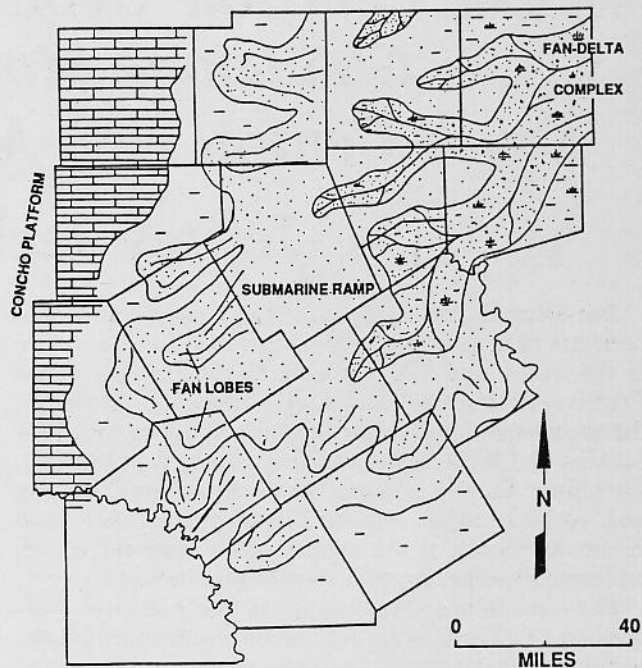 FAN-DELTA
COMPLEX
CONCHO PLATFORM
SUBMARINE RAMP
FAN LOBES
N
0 40
MILES